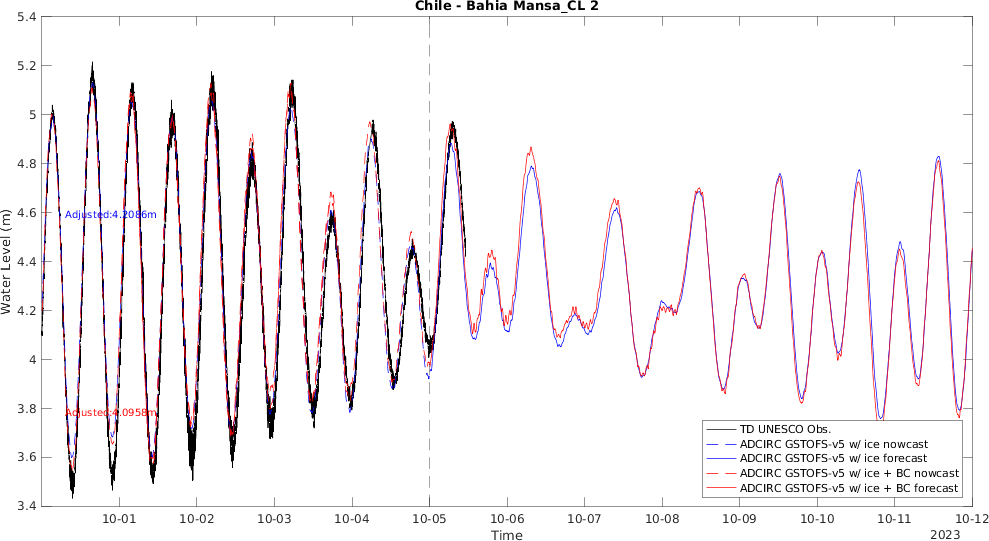 Chile - Bahia Mansa_CL 2
5.4
5.2
5
4.8
4.6
4.4
4.2
4
3.8
3.6
3.4
Water Level (m)
Adjusted:4.2086m
Adjusted:4.0958m
TD UNESCO Obs.
ADCIRC GSTOFS-v5 w/ ice nowcast
ADCIRC GSTOFS-v5 w/ ice forecast
ADCIRC GSTOFS-v5 w/ ice + BC nowcast
ADCIRC GSTOFS-v5 w/ ice + BC forecast
10-01 10-02 10-03 10-04 10-05 10-06 10-07 10-08 10-09 10-10 10-11 10-12
Time
2023